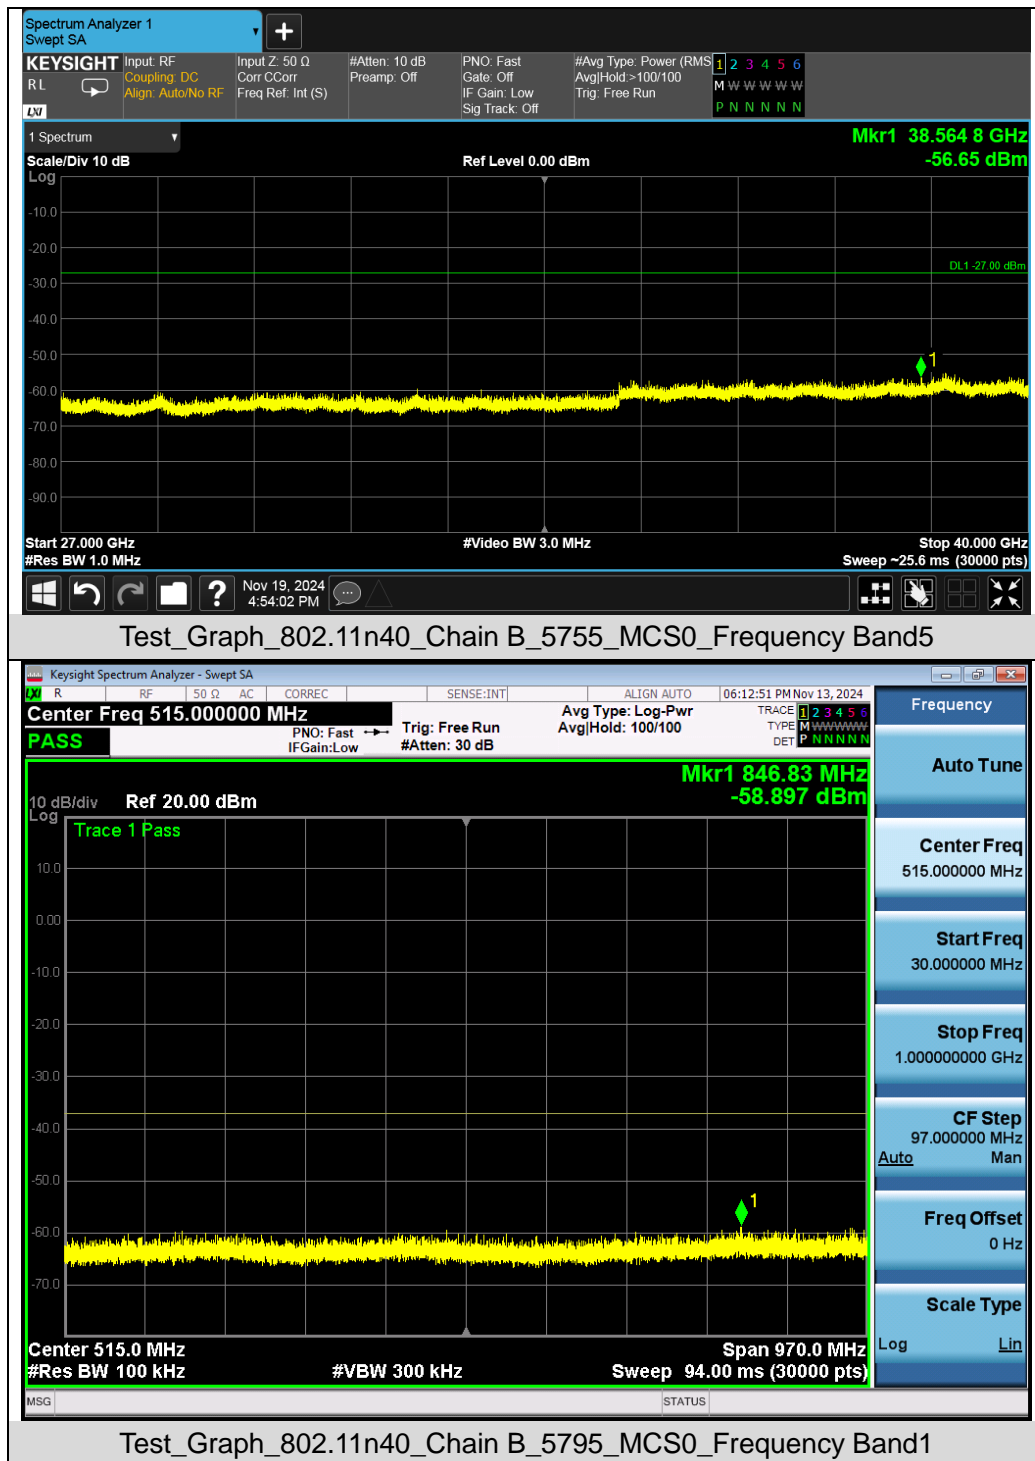 Spectrum Analyzer 1
Swept SA
+
KEYSIGHT
R L
LXI
Input: RF
Coupling: DC
Align: Auto/No RF
Input Z: 50 Ω
Corr CCorr
Freq Ref: Int (S)
#Atten: 10 dB
Preamp: Off
PNO: Fast
Gate: Off
IF Gain: Low
Sig Track: Off
#Avg Type: Power (RMS
Avg|Hold:>100/100
Trig: Free Run
1 2 3 4 5 6
M W W W W W
P N N N N N
1 Spectrum
Mkr1 38.564 8 GHz
Scale/Div 10 dB
Ref Level 0.00 dBm
-56.65 dBm
Log
-10.0
-20.0
DL1 -27.00 dBm
-30.0
-40.0
-50.0
1
-60.0
-70.0
-80.0
-90.0
Start 27.000 GHz
#Video BW 3.0 MHz
Stop 40.000 GHz
#Res BW 1.0 MHz
Sweep ~25.6 ms (30000 pts)
?
Nov 19, 2024
4:54:02 PM
Test_Graph_802.11n40_Chain B_5755_MCS0_Frequency Band5
Keysight Spectrum Analyzer - Swept SA
LXI R RF 50 Ω AC CORREC SENSE:INT ALIGN AUTO 06:12:51 PM Nov 13, 2024
Center Freq 515.000000 MHz
PASS
PNO: Fast
IFGain:Low
Trig: Free Run
#Atten: 30 dB
Avg Type: Log-Pwr
Avg|Hold: 100/100
TRACE 1 2 3 4 5 6
TYPE M W W W W W
DET P N N N N N
Mkr1 846.83 MHz
-58.897 dBm
10 dB/div Ref 20.00 dBm
Log
Trace 1 Pass
10.0
0.00
-10.0
-20.0
-30.0
-40.0
-50.0
1
-60.0
-70.0
Center 515.0 MHz
Span 970.0 MHz
#Res BW 100 kHz
#VBW 300 kHz
Sweep 94.00 ms (30000 pts)
MSG
STATUS
Frequency
Auto Tune
Center Freq
515.000000 MHz
Start Freq
30.000000 MHz
Stop Freq
1.000000000 GHz
CF Step
97.000000 MHz
Auto Man
Freq Offset
0 Hz
Scale Type
Log Lin
Test_Graph_802.11n40_Chain B_5795_MCS0_Frequency Band1